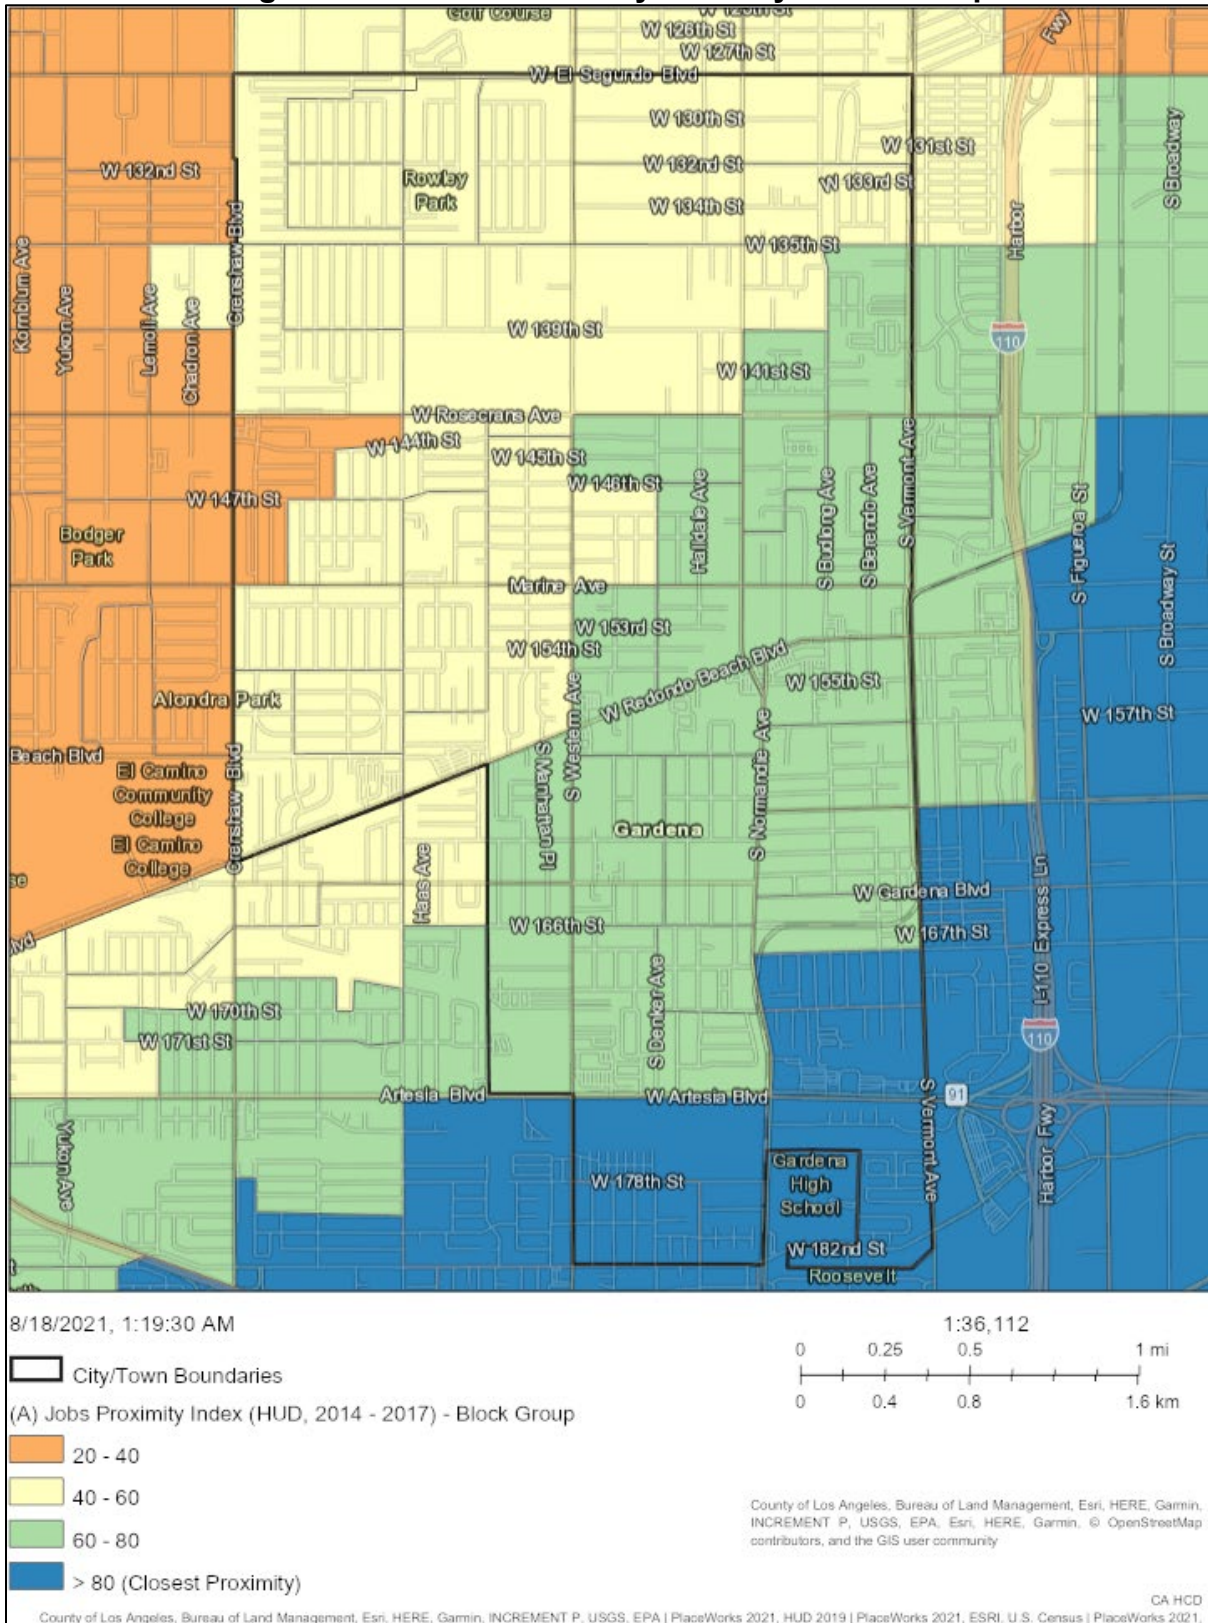 Golf Course
W 126th St
W 127th St
Fwy
W El Segundo Blvd
W 130th St
S Broadway
W 131st St
W 132nd St
W 132nd St
Rowley
Park
W 133rd St
W 134th St
Crenshaw Blvd
Harbor
Kornblum Ave
W 135th St
Yukon Ave
Lemoli Ave
Chadron Ave
W 139th St
110
W 141st St
W Rosecrans Ave
W 144th St
W 145th St
S Vermont Ave
W 146th St
Halldale Ave
S Budlong Ave
S Berendo Ave
W 147th St
S Figueroa St
Bodger
Park
S Broadway St
Marine Ave
W 153rd St
W 154th St
W Redondo Beach Blvd
W 155th St
Alondra Park
S Western Ave
W 157th St
Beach Blvd
S Manhattan Pl
S Normandie Ave
El Camino
Community
College
El Camino
College
Crenshaw Blvd
Gardena
se
Haas Ave
W Gardena Blvd
I-110 Express Ln
lvd
W 166th St
W 167th St
S Denker Ave
W 170th St
W 171st St
110
Artesia Blvd
W Artesia Blvd
91
S Vermont Ave
Yukon Ave
Harbor Fwy
Gardena
High
School
W 178th St
W 182nd St
Roosevelt
8/18/2021, 1:19:30 AM
1:36,112
0 0.25 0.5 1 mi
0 0.4 0.8 1.6 km
City/Town Boundaries
(A) Jobs Proximity Index (HUD, 2014 - 2017) - Block Group
20 - 40
40 - 60
60 - 80
> 80 (Closest Proximity)
County of Los Angeles, Bureau of Land Management, Esri, HERE, Garmin,
INCREMENT P, USGS, EPA, Esri, HERE, Garmin, © OpenStreetMap
contributors, and the GIS user community
CA HCD
County of Los Angeles, Bureau of Land Management, Esri, HERE, Garmin, INCREMENT P, USGS, EPA | PlaceWorks 2021, HUD 2019 | PlaceWorks 2021, ESRI, U.S. Census | PlaceWorks 2021,